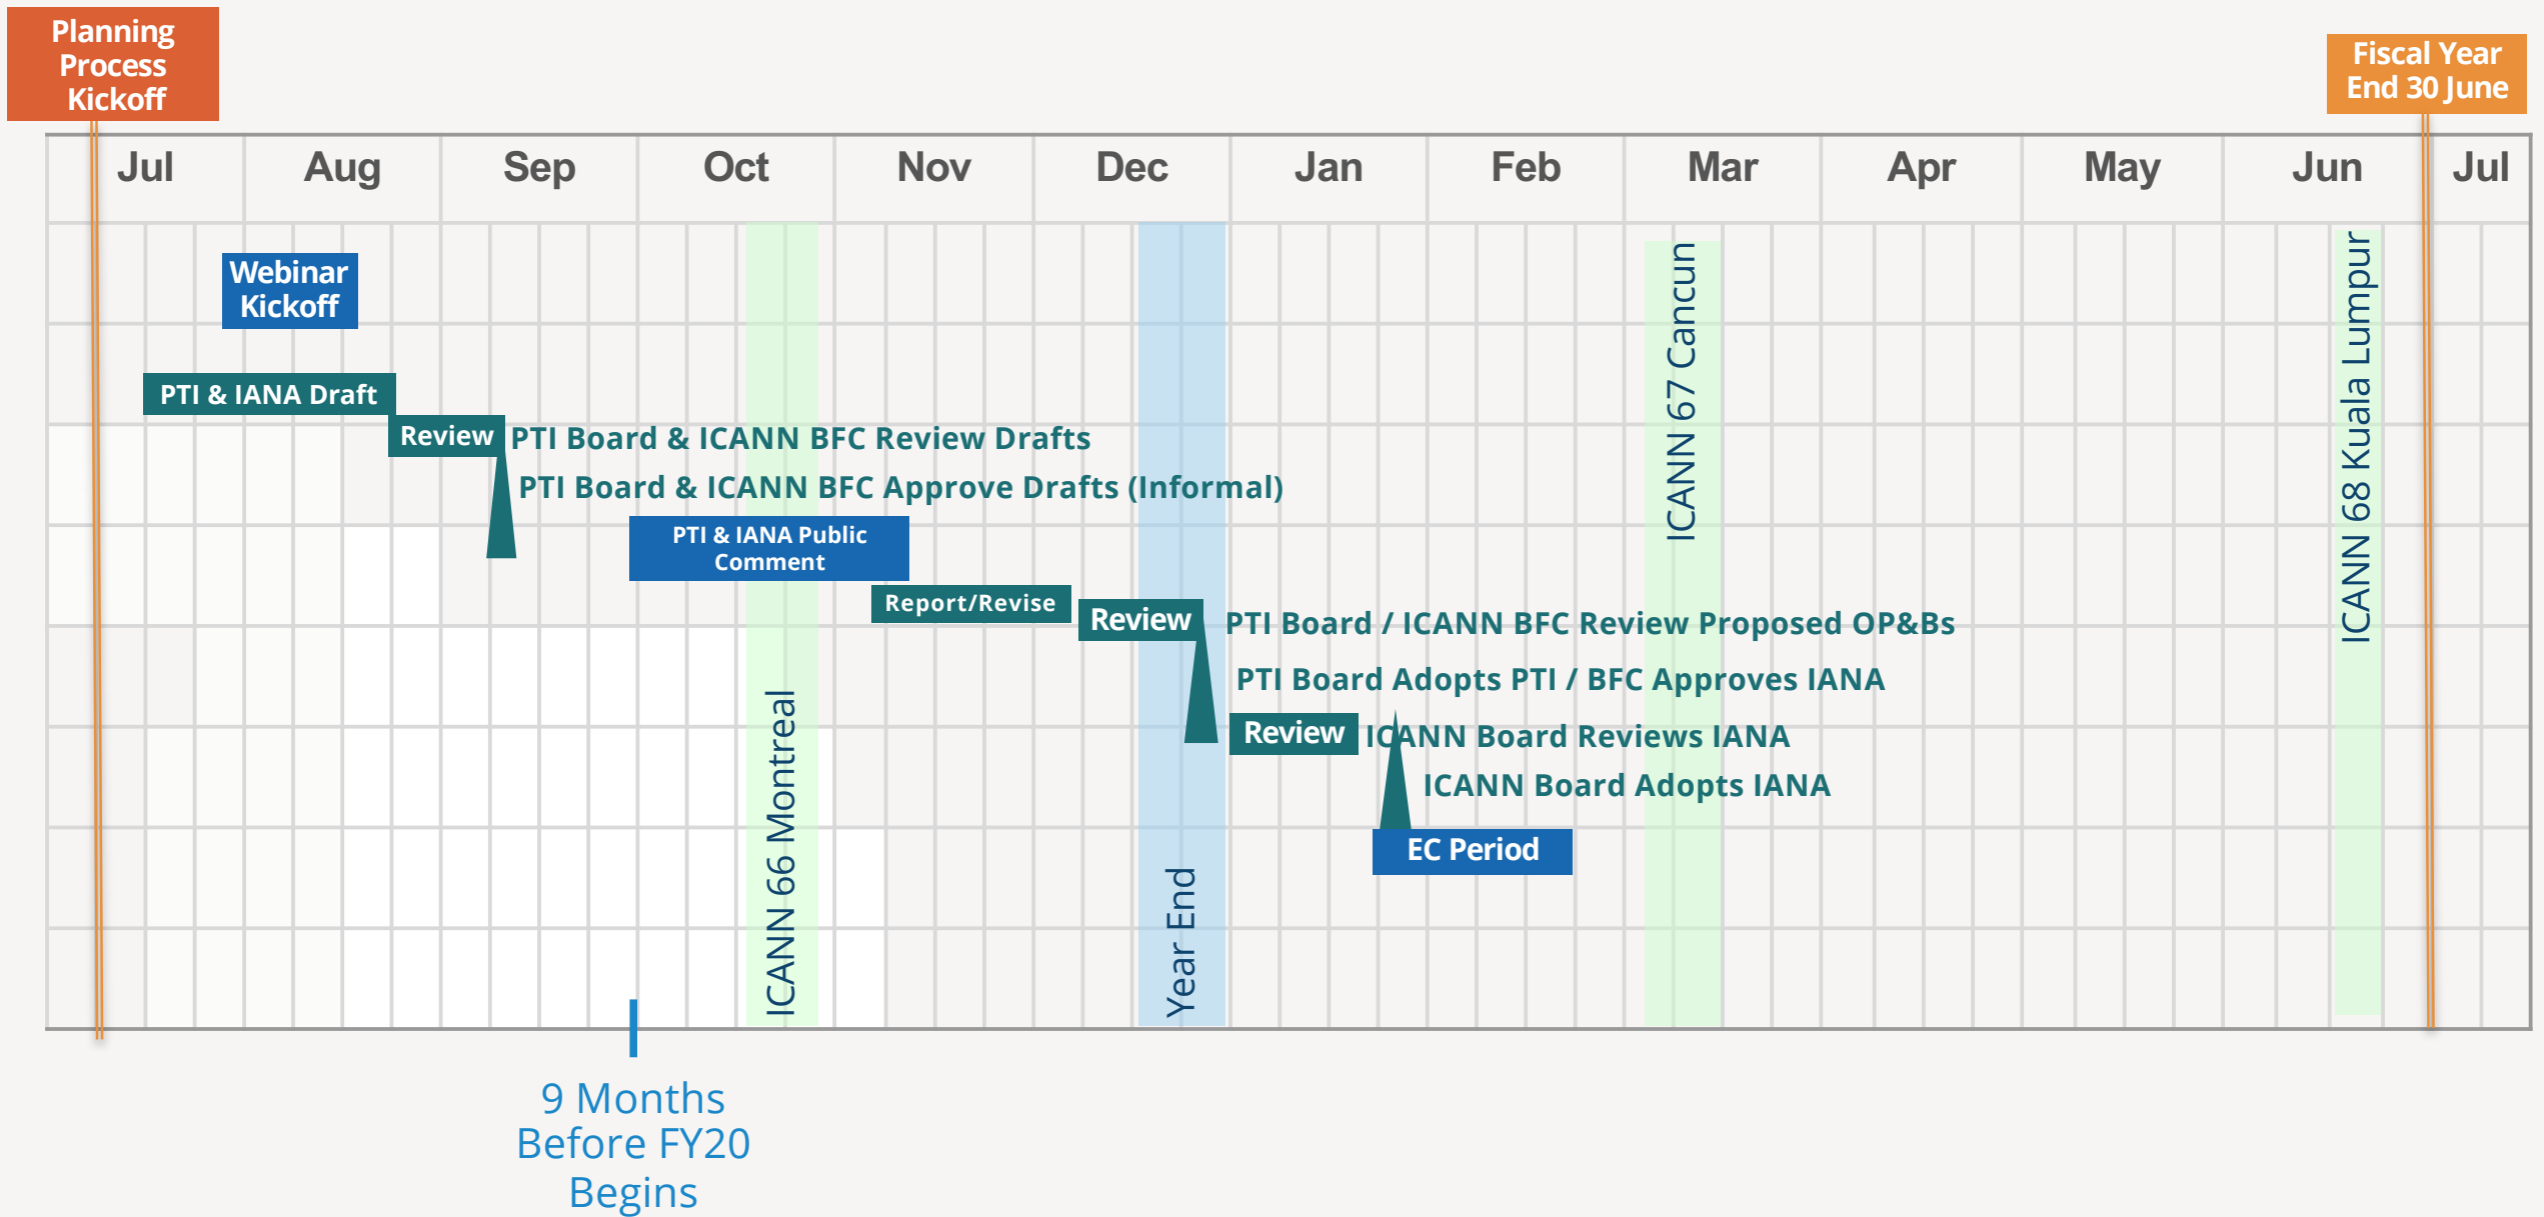 Planning
Process
Kickoff
Fiscal Year
End 30 June
Jul
Aug
Sep
Oct
Nov
Dec
Jan
Feb
Mar
Apr
May
Jun
Jul
Webinar
Kickoff
PTI & IANA Draft
Review
PTI Board & ICANN BFC Review Drafts
PTI Board & ICANN BFC Approve Drafts (Informal)
PTI & IANA Public
Comment
Report/Revise
Review
PTI Board / ICANN BFC Review Proposed OP&Bs
PTI Board Adopts PTI / BFC Approves IANA
Review
ICANN Board Reviews IANA
ICANN Board Adopts IANA
EC Period
ICANN 66 Montreal
Year End
ICANN 67 Cancun
ICANN 68 Kuala Lumpur
9 Months
Before FY20
Begins